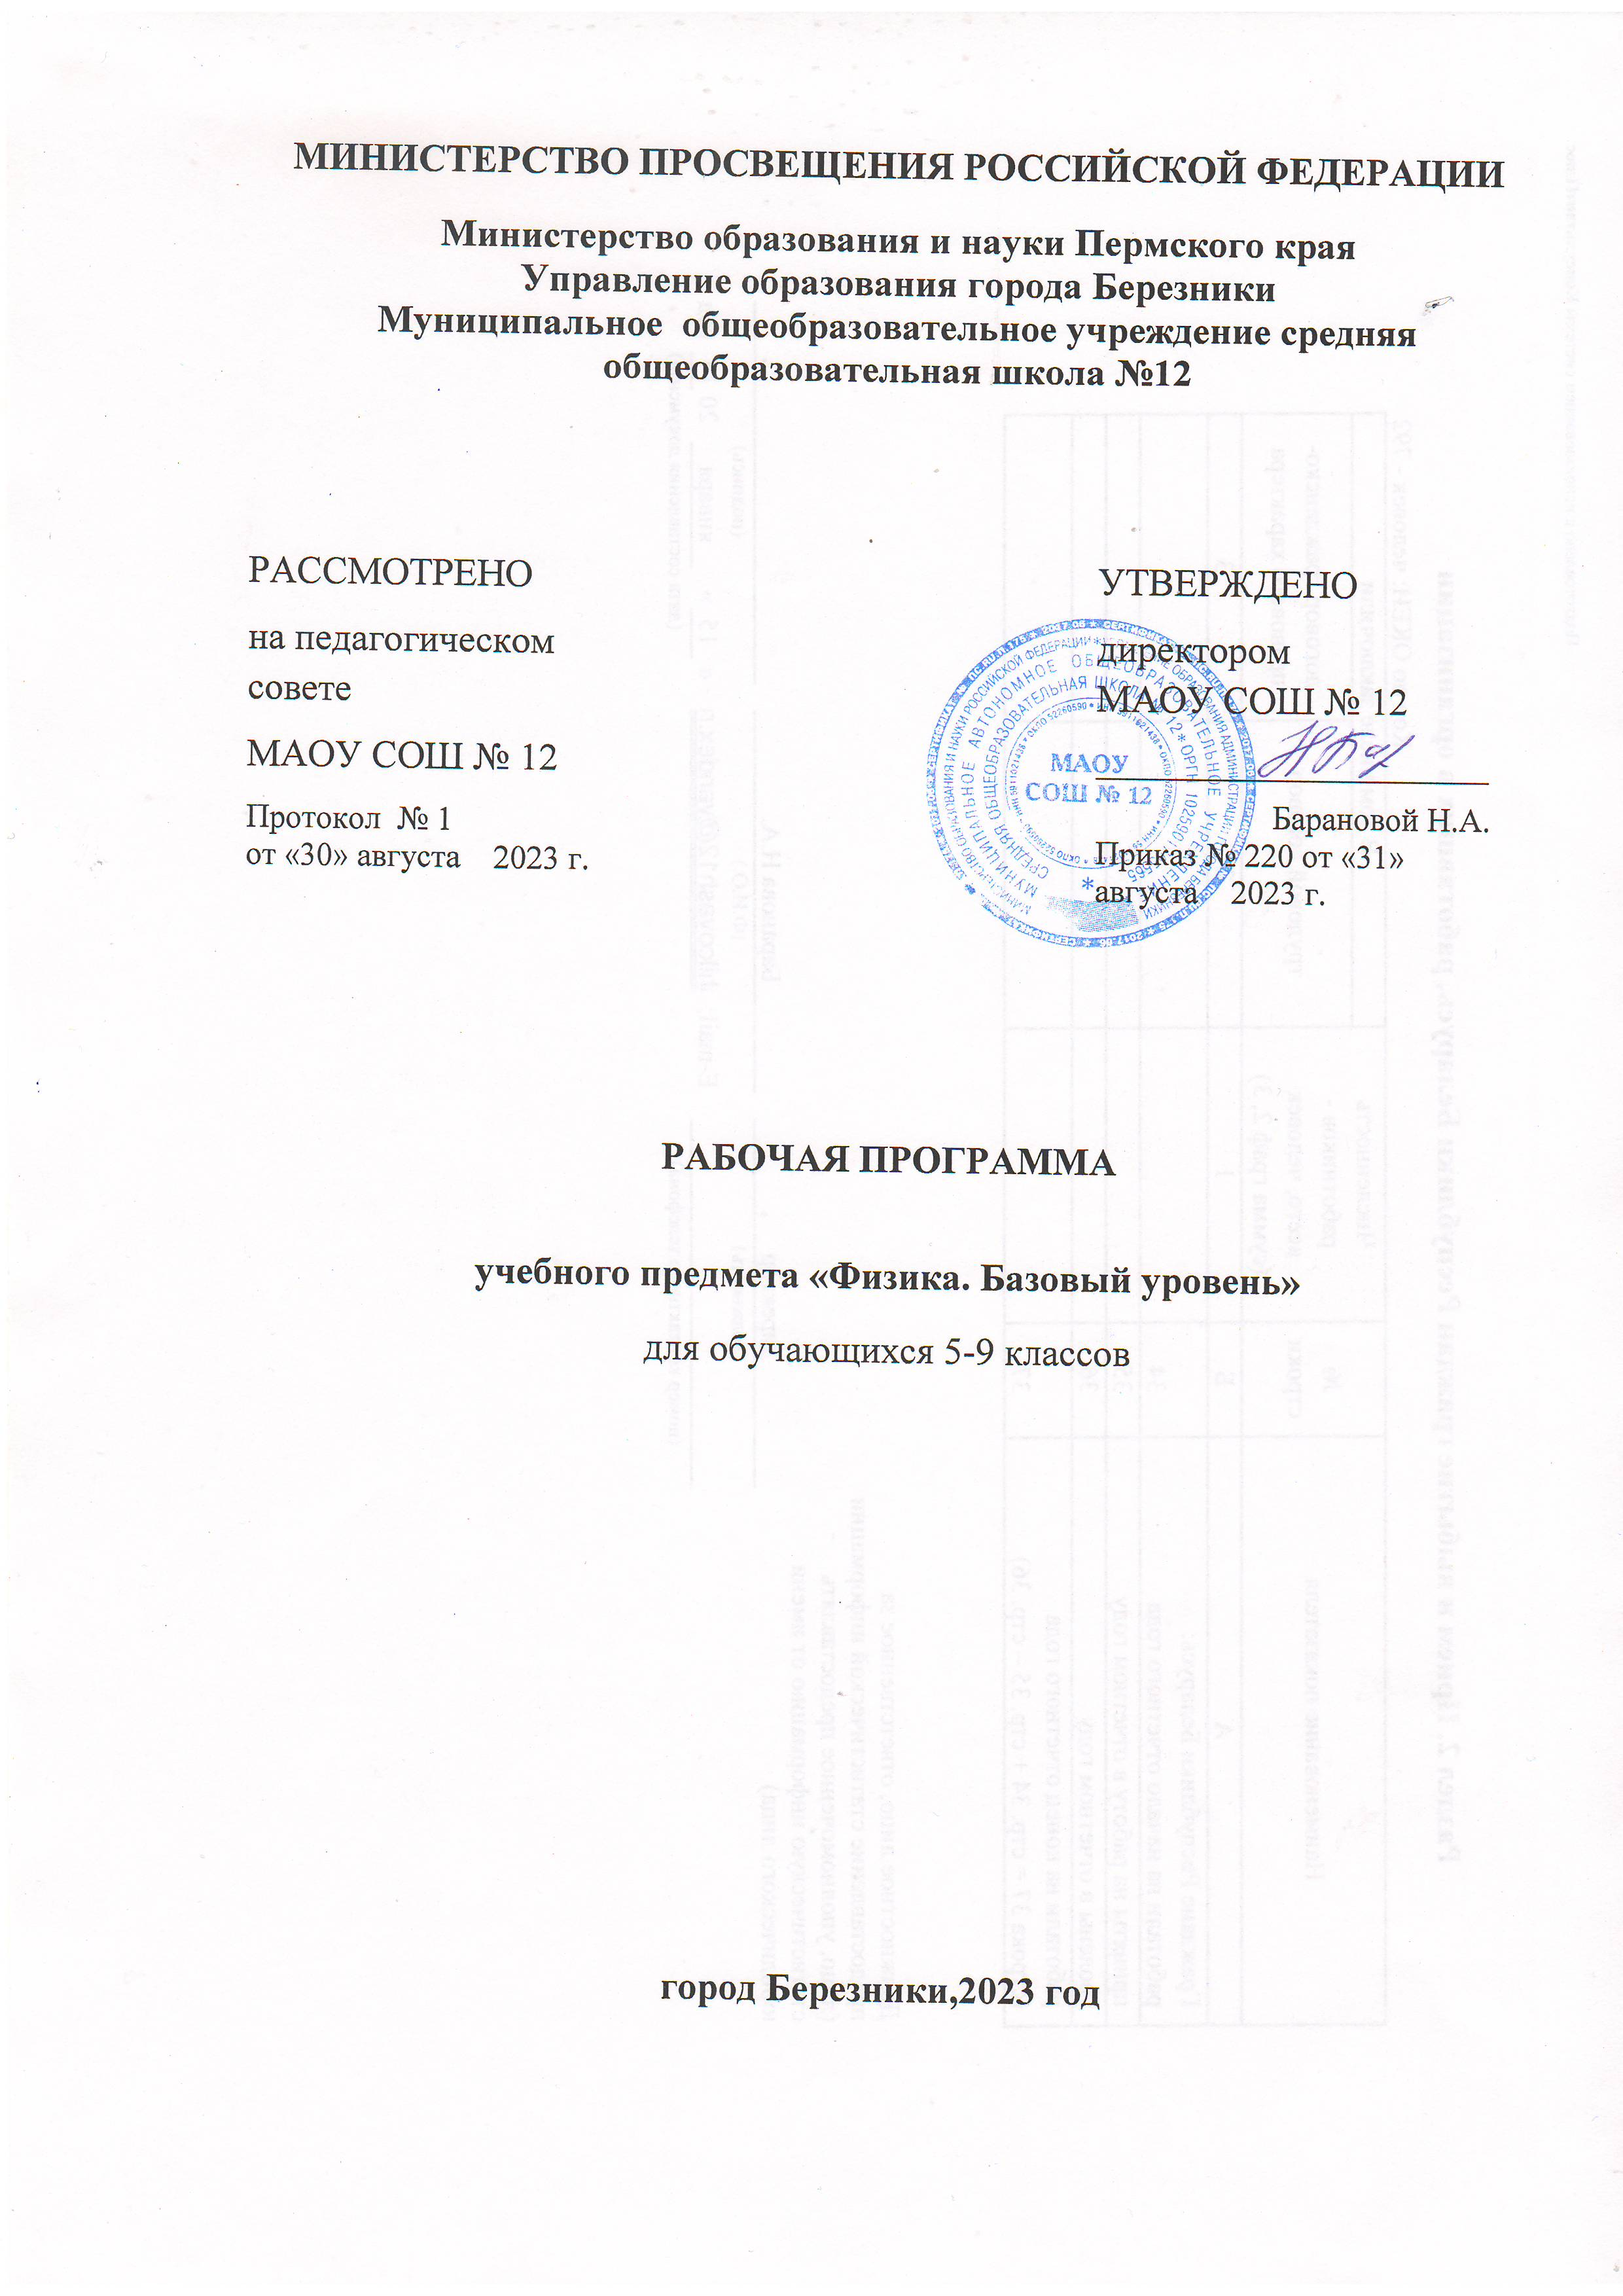 МИНИСТЕРСТВО ПРОСВЕЩЕНИЯ РОССИЙСКОЙ ФЕДЕРАЦИИ
Министерство образования и науки Пермского края
Управление образования города Березники
Муниципальное общеобразовательное учреждение средняя
общеобразовательная школа №12
РАССМОТРЕНО
на педагогическом
совете
МАОУ СОШ № 12
Протокол № 1
от «30» августа 2023 г.
УТВЕРЖДЕНО
директором
МАОУ СОШ № 12
Барановой Н.А.
Приказ № 220 от «31»
августа 2023 г.
МАОУ
СОШ № 12
РАБОЧАЯ ПРОГРАММА
учебного предмета «Физика. Базовый уровень»
для обучающихся 5-9 классов
город Березники,2023 год